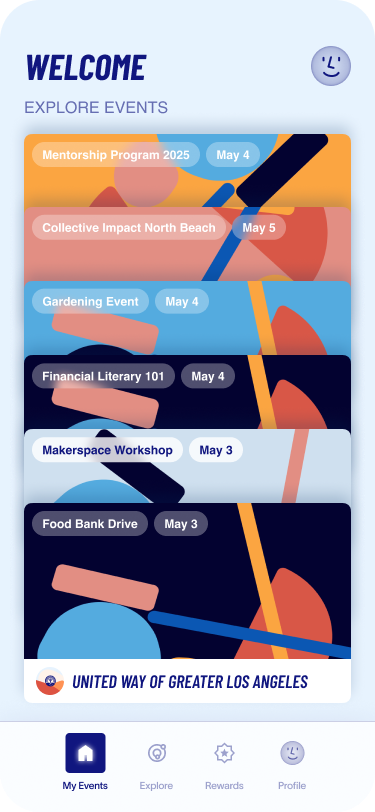 WELCOME
EXPLORE EVENTS
Mentorship Program 2025 May 4
Collective Impact North Beach May 5
Gardening Event May 4
Financial Literary 101 May 4
Makerspace Workshop May 3
Food Bank Drive May 3
UNITED WAY OF GREATER LOS ANGELES
My Events Explore Rewards Profile